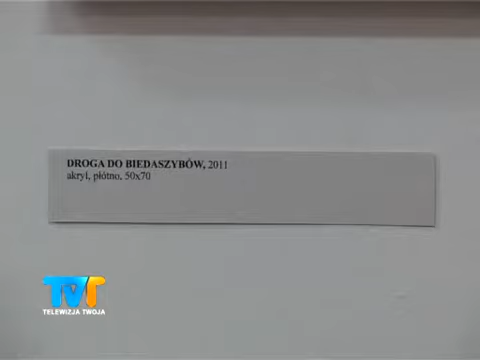 DROGA DO BIEDASZYBÓW, 2011
akryl, płótno, 50x70
TVT
TELEWIZJA TWOJA